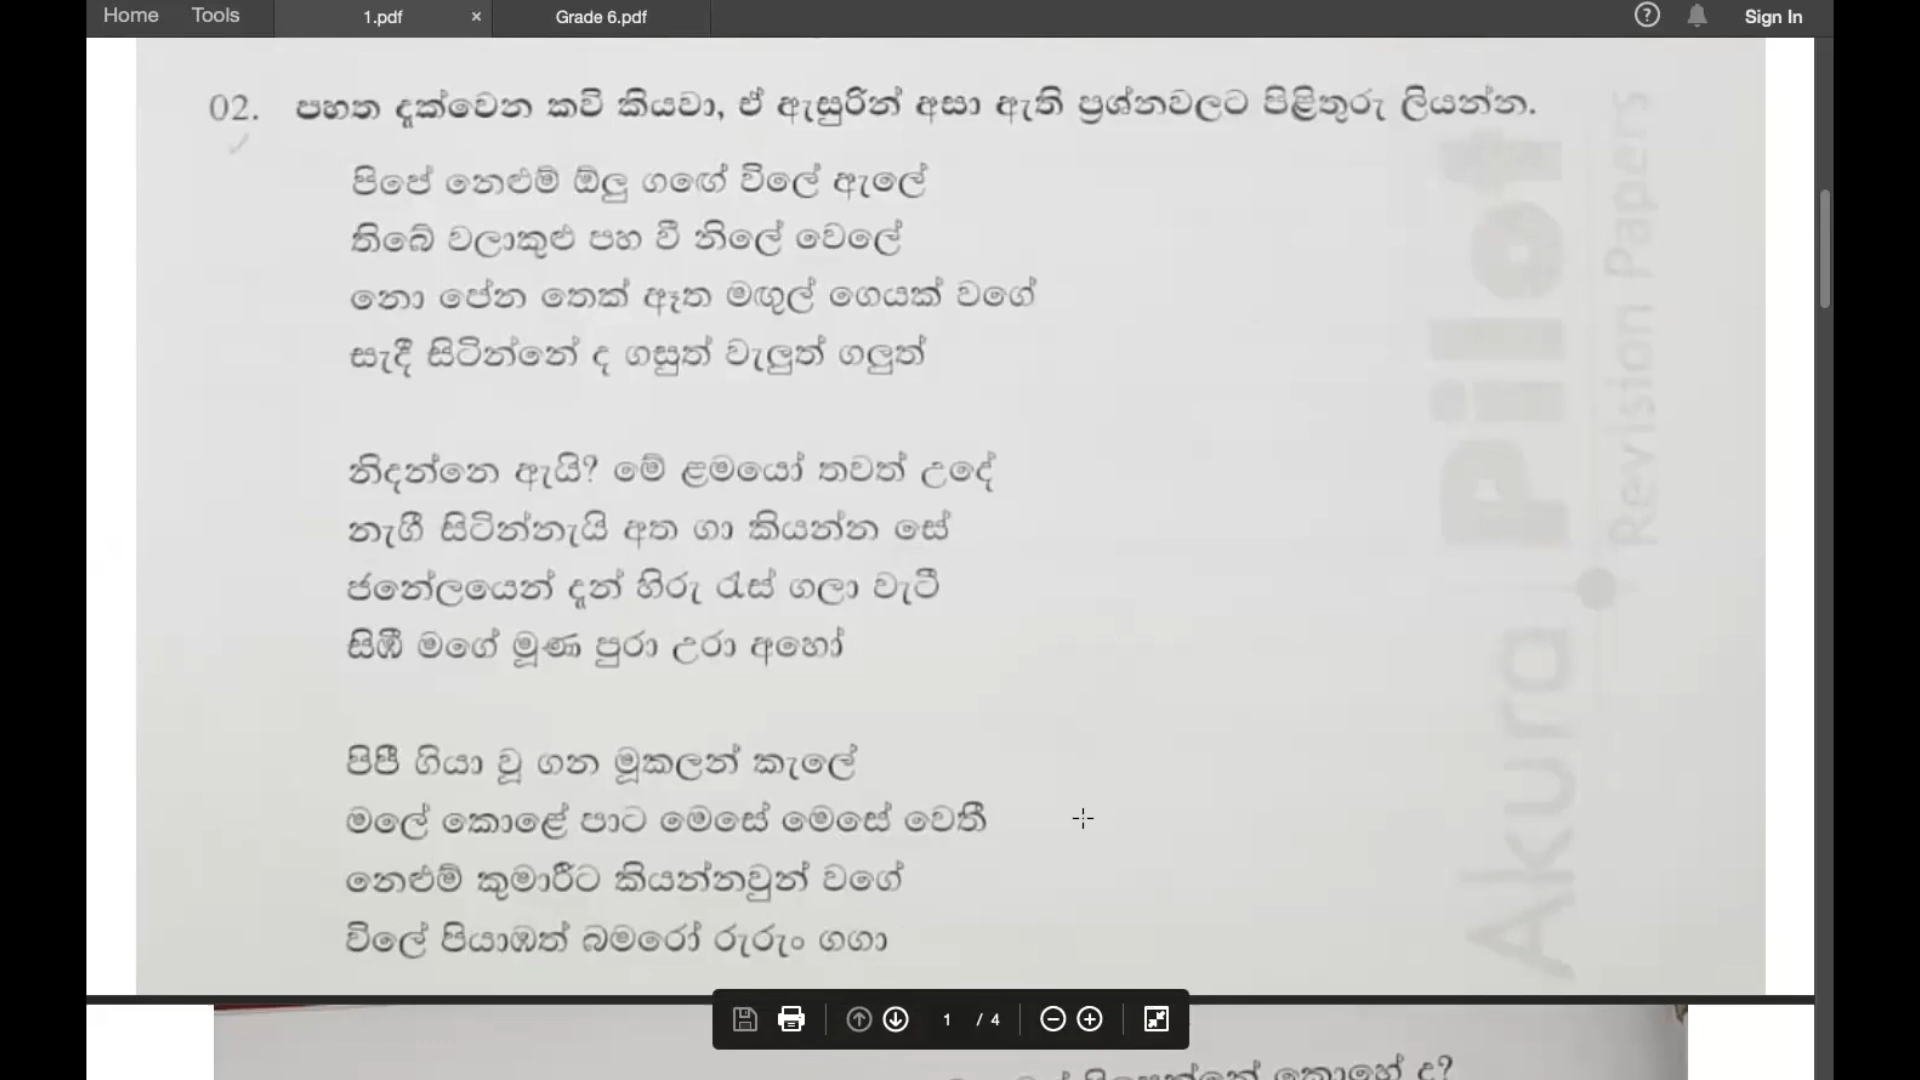 Home Tools 1.pdf × Grade 6.pdf ? Sign In
02. පහත දැක්වෙන කවි කියවා, ඒ ඇසුරින් අසා ඇති ප්‍රශ්නවලට පිළිතුරු ලියන්න.
පිපේ නෙළුම් ඕලු ගඟේ විලේ ඇලේ
තිබේ වලාකුළු පහ වී නිලේ වෙලේ
නො පේන තෙක් ඈත මඟුල් ගෙයක් වගේ
සැදී සිටින්නේ ද ගසුත් වැලුත් ගලුත්
නිදන්නෙ ඇයි? මේ ළමයෝ තවත් උදේ
නැගී සිටින්නැයි අත ගා කියන්න සේ
ජනේලයෙන් දුන් හිරු රැස් ගලා වැටී
සිඹී මගේ මූණ පුරා උරා අහෝ
පිපී ගියා වූ ගන මූකලන් කැලේ
මලේ කොළේ පාට මෙසේ මෙසේ වෙතී
නෙළුම් කුමාරීට කියන්නවුන් වගේ
විලේ පියාඹත් බමරෝ රුරුං ගගා
Akura Pilot
Revision Papers
1 / 4
කොහේ ද?